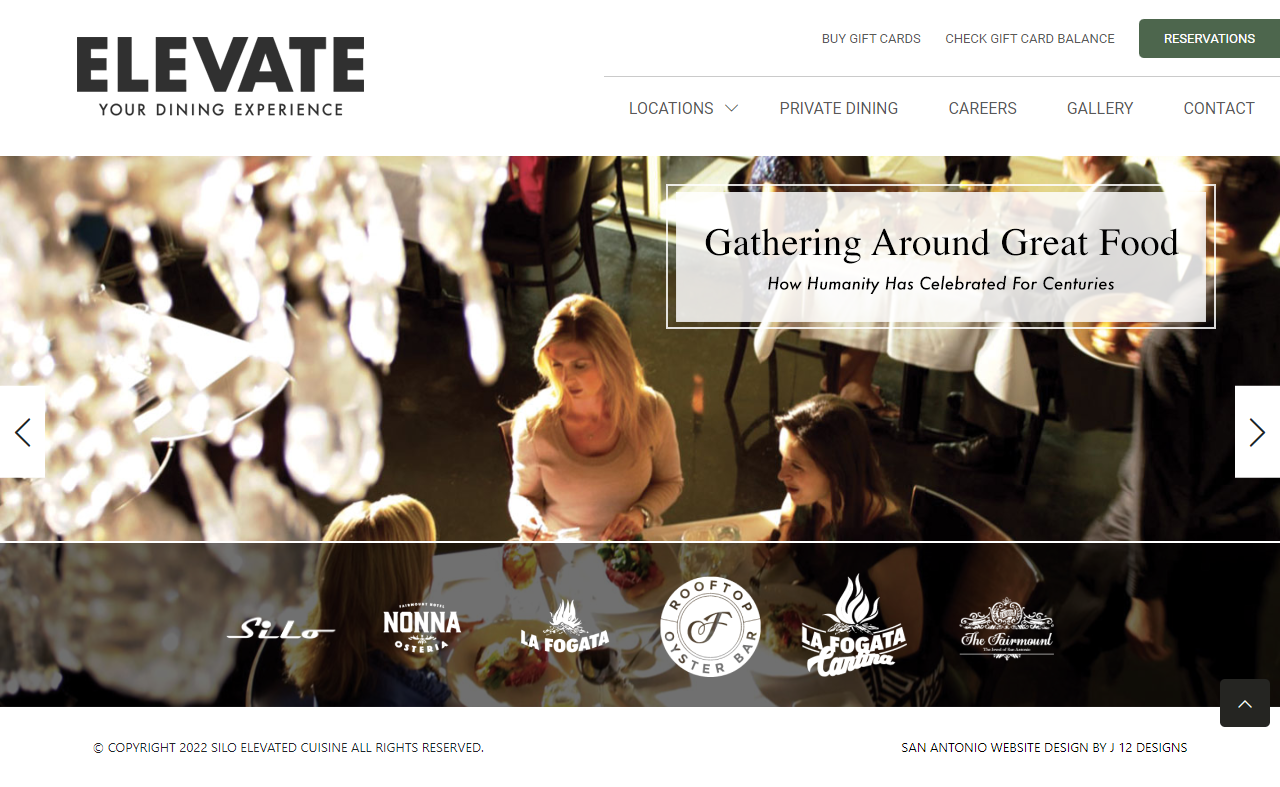 ELEVATE
YOUR DINING EXPERIENCE
BUY GIFT CARDS
CHECK GIFT CARD BALANCE
RESERVATIONS
LOCATIONS
PRIVATE DINING
CAREERS
GALLERY
CONTACT
Gathering Around Great Food
How Humanity Has Celebrated For Centuries
SiLo
FAIRMOUNT HOTEL
NONNA
OSTERIA
LA FOGATA
ROOFTOP
F
OYSTER BAR
LA FOGATA
Cantina
The Fairmount
The Jewel of San Antonio
© COPYRIGHT 2022 SILO ELEVATED CUISINE ALL RIGHTS RESERVED.
SAN ANTONIO WEBSITE DESIGN BY J 12 DESIGNS